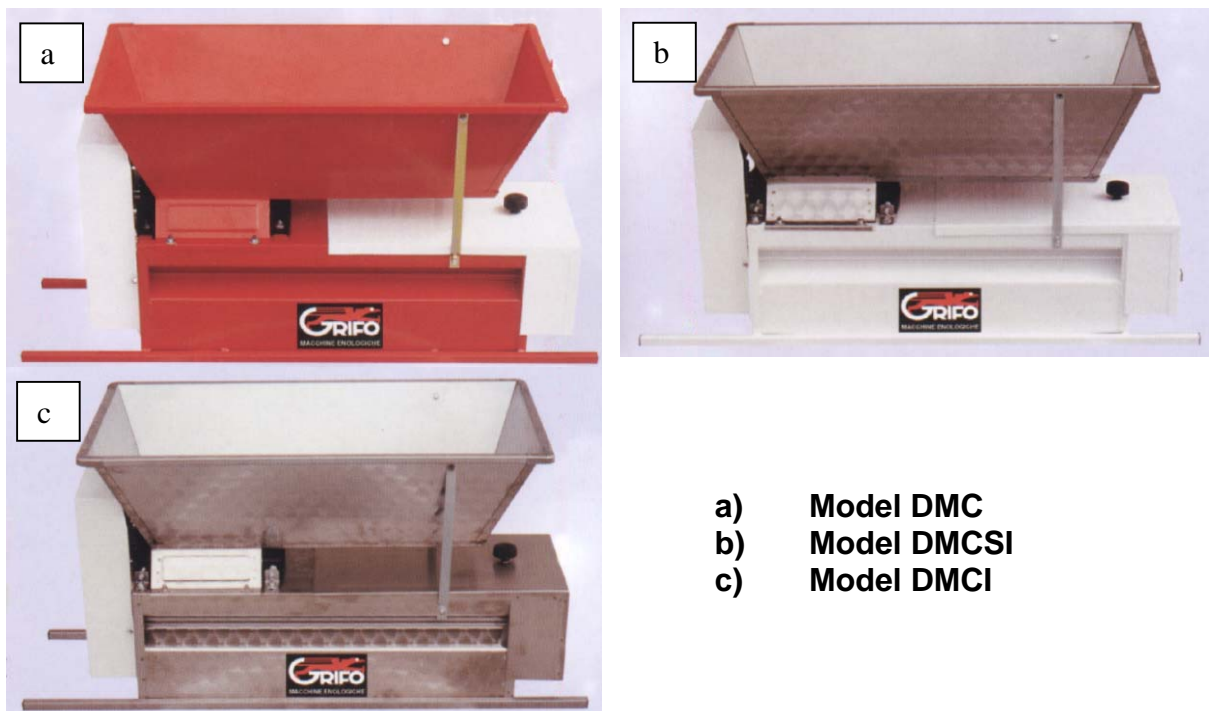 a
GRIFO
MACCHINE ENOLOGICHE
b
GRIFO
MACCHINE ENOLOGICHE
c
GRIFO
MACCHINE ENOLOGICHE
a) Model DMC
b) Model DMCSI
c) Model DMCI